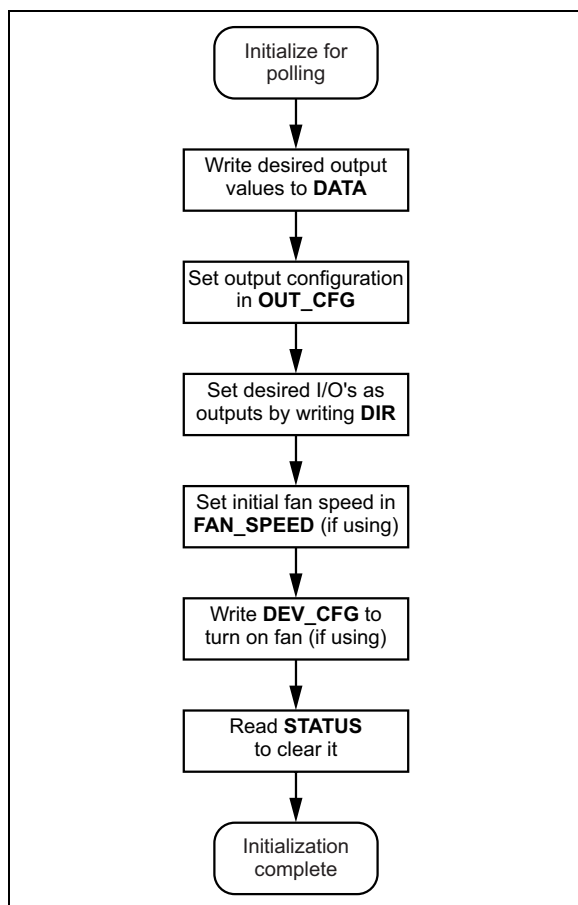 Initialize for
polling
Write desired output
values to DATA
Set output configuration
in OUT_CFG
Set desired I/O's as
outputs by writing DIR
Set initial fan speed in
FAN_SPEED (if using)
Write DEV_CFG to
turn on fan (if using)
Read STATUS
to clear it
Initialization
complete